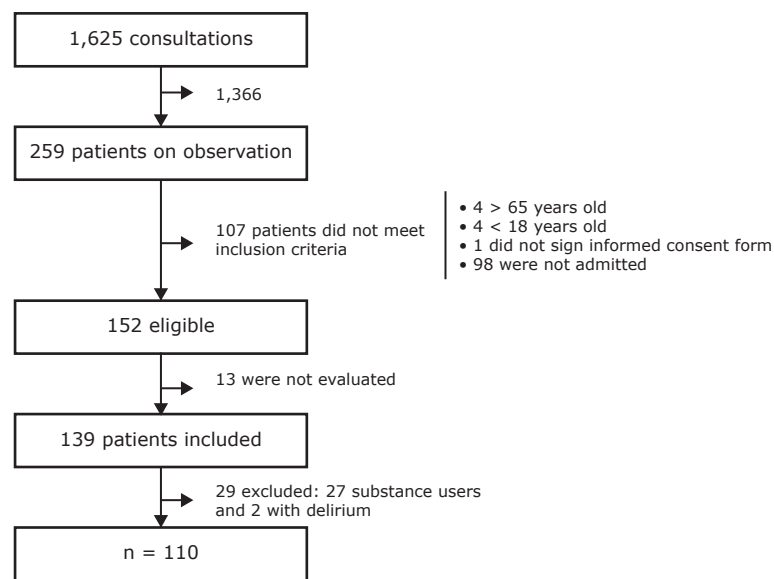 1,625 consultations
1,366
259 patients on observation
107 patients did not meet
inclusion criteria
• 4 > 65 years old
• 4 < 18 years old
• 1 did not sign informed consent form
• 98 were not admitted
152 eligible
13 were not evaluated
139 patients included
29 excluded: 27 substance users
and 2 with delirium
n = 110